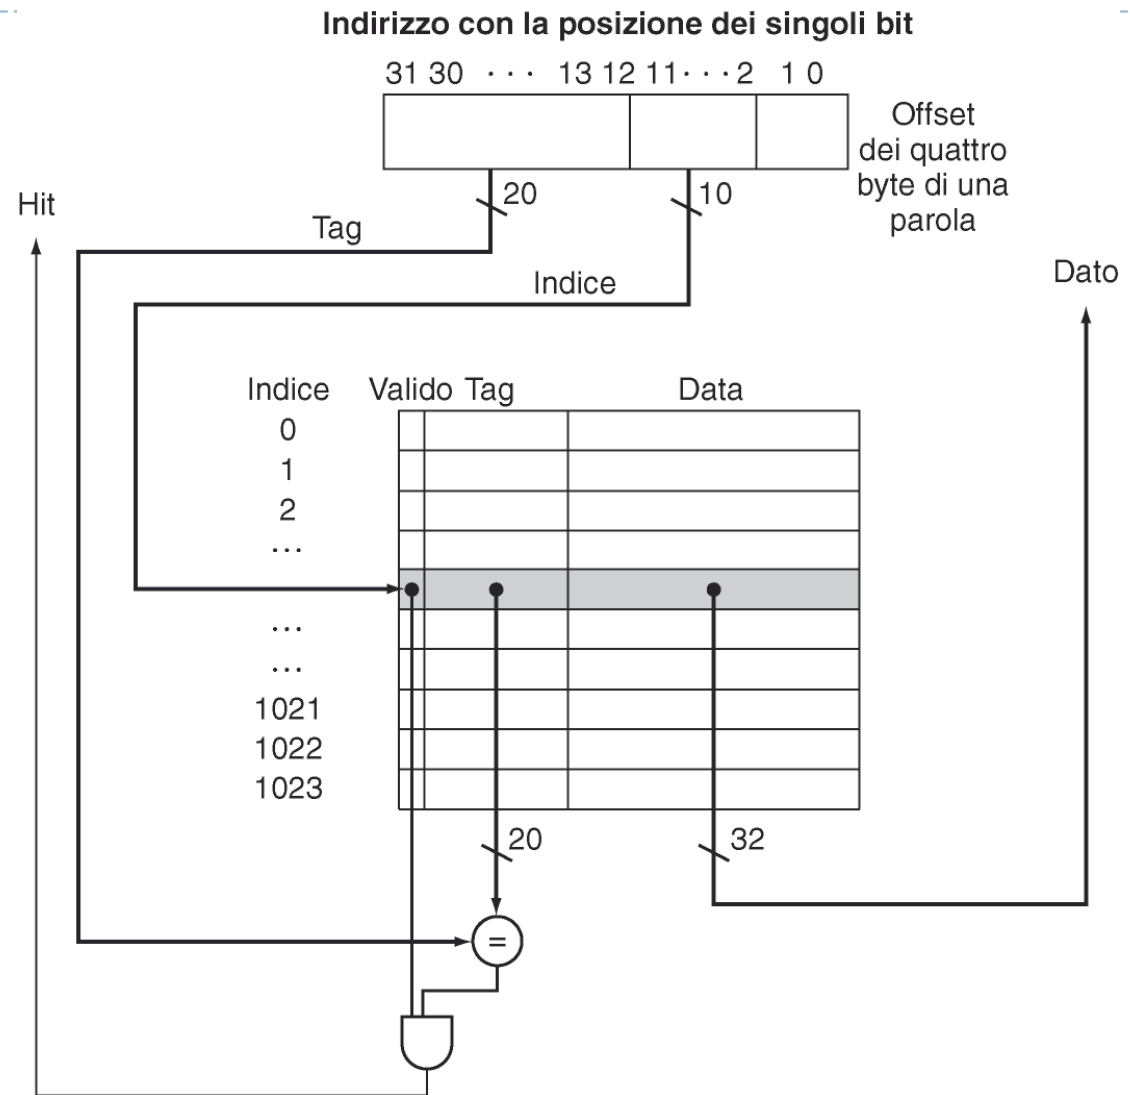 Indirizzo con la posizione dei singoli bit
31 30 ··· 13 12 11···2 1 0
Offset
dei quattro
byte di una
parola
20
10
Hit
Tag
Indice
Dato
Indice Valido Tag Data
0
1
2
...
...
...
1021
1022
1023
20
32
=